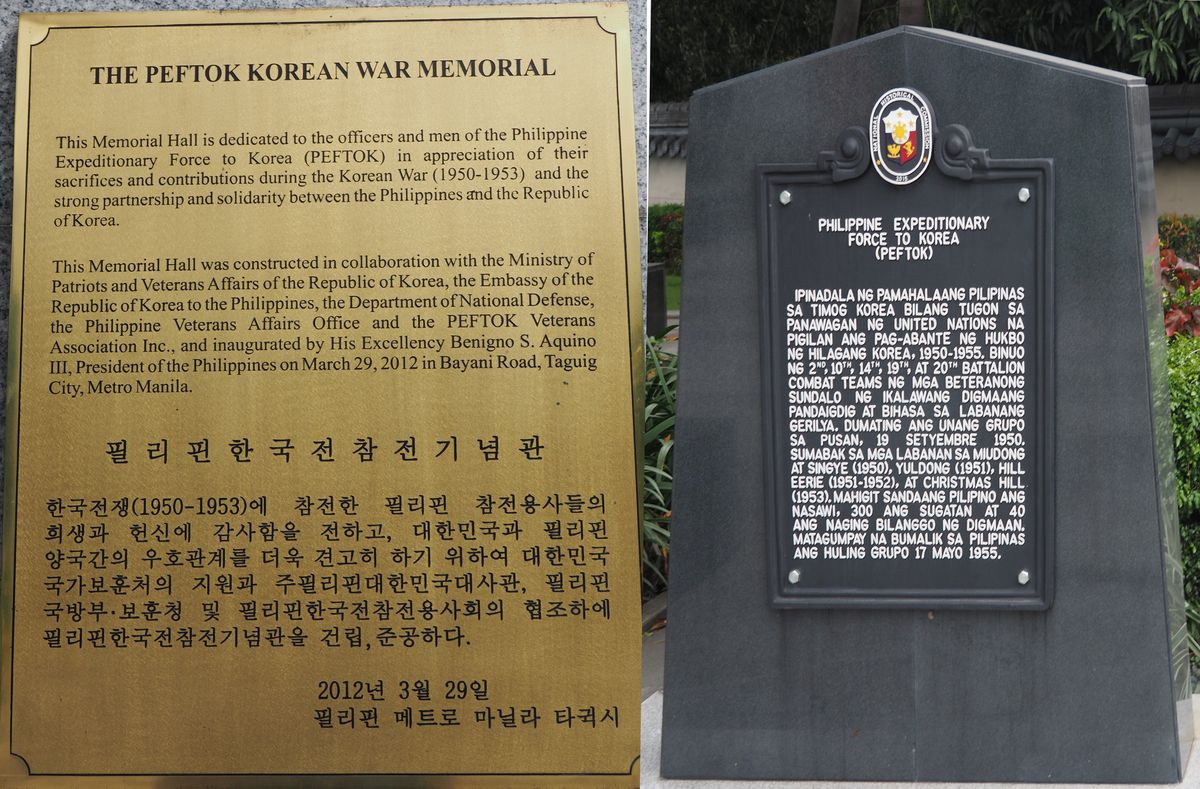 THE PEFTOK KOREAN WAR MEMORIAL
This Memorial Hall is dedicated to the officers and men of the Philippine
Expeditionary Force to Korea (PEFTOK) in appreciation of their
sacrifices and contributions during the Korean War (1950-1953) and the
strong partnership and solidarity between the Philippines and the Republic
of Korea.
This Memorial Hall was constructed in collaboration with the Ministry of
Patriots and Veterans Affairs of the Republic of Korea, the Embassy of the
Republic of Korea to the Philippines, the Department of National Defense,
the Philippine Veterans Affairs Office and the PEFTOK Veterans
Association Inc., and inaugurated by His Excellency Benigno S. Aquino
III, President of the Philippines on March 29, 2012 in Bayani Road, Taguig
City, Metro Manila.
필리핀한국전참전기념관
한국전쟁(1950-1953)에 참전한 필리핀 참전용사들의
희생과 헌신에 감사함을 전하고, 대한민국과 필리핀
양국간의 우호관계를 더욱 견고히 하기 위하여 대한민국
국가보훈처의 지원과 주필리핀대한민국대사관, 필리핀
국방부·보훈청 및 필리핀한국전참전용사회의 협조하에
필리핀한국전참전기념관을 건립,준공하다.
2012년 3월 29일
필리핀 메트로 마닐라 타귁시
NATIONAL HISTORICAL COMMISSION
2015
PHILIPPINE EXPEDITIONARY
FORCE TO KOREA
(PEFTOK)
IPINADALA NG PAMAHALAANG PILIPINAS
SA TIMOG KOREA BILANG TUGON SA
PANAWAGAN NG UNITED NATIONS NA
PIGILAN ANG PAG-ABANTE NG HUKBO
NG HILAGANG KOREA, 1950-1955. BINUO
NG 2ND, 10TH, 14TH, 19TH, AT 20TH BATTALION
COMBAT TEAMS NG MGA BETERANONG
SUNDALO NG IKALAWANG DIGMAANG
PANDAIGDIG AT BIHASA SA LABANANG
GERILYA. DUMATING ANG UNANG GRUPO
SA PUSAN, 19 SETYEMBRE 1950.
SUMABAK SA MGA LABANAN SA MIUDONG
AT SINGYE (1950), YULDONG (1951), HILL
EERIE (1951-1952), AT CHRISTMAS HILL
(1953). MAHIGIT SANDAANG PILIPINO ANG
NASAWI, 300 ANG SUGATAN AT 40
ANG NAGING BILANGGO NG DIGMAAN.
MATAGUMPAY NA BUMALIK SA PILIPINAS
ANG HULING GRUPO 17 MAYO 1955.